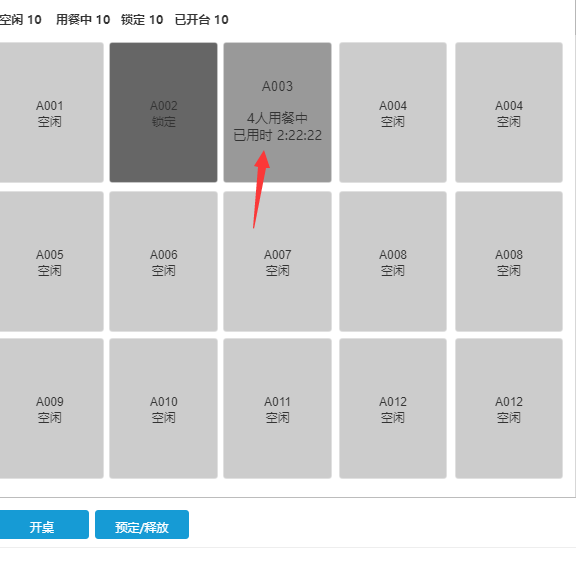 空闲 10 用餐中 10 锁定 10 已开台 10
A001
空闲
A002
锁定
A003
4人用餐中
已用时 2:22:22
A004
空闲
A004
空闲
A005
空闲
A006
空闲
A007
空闲
A008
空闲
A008
空闲
A009
空闲
A010
空闲
A011
空闲
A012
空闲
A012
空闲
开桌
预定/释放